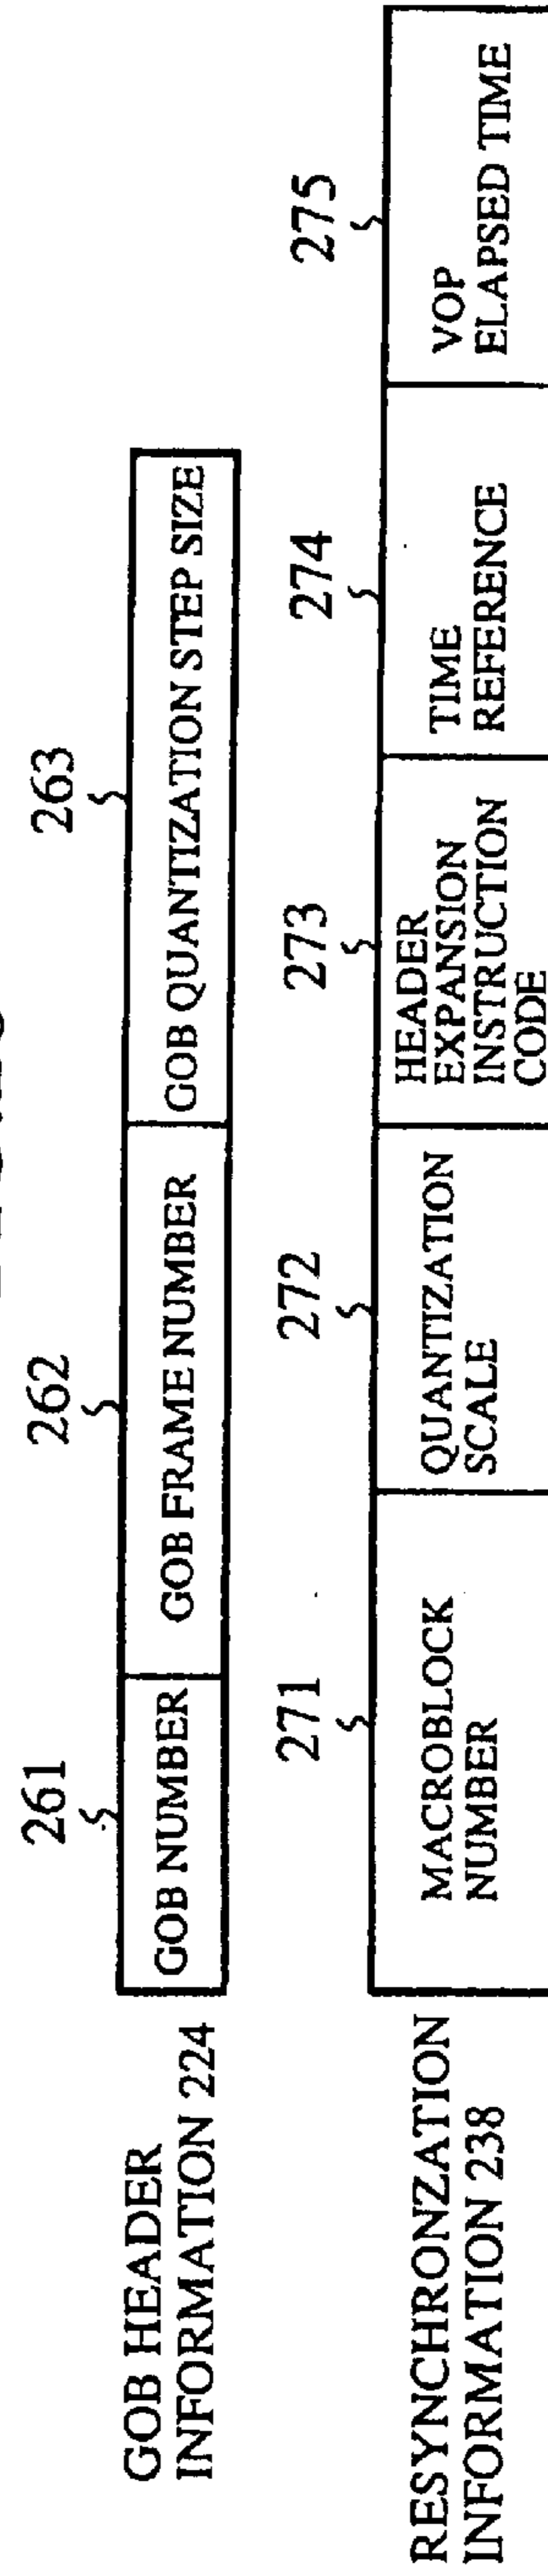 261
262
263
GOB HEADER
INFORMATION 224
GOB NUMBER
GOB FRAME NUMBER
GOB QUANTIZATION STEP SIZE
271
272
273
274
275
RESYNCHRONZATION
INFORMATION 238
MACROBLOCK
NUMBER
QUANTIZATION
SCALE
HEADER
EXPANSION
INSTRUCTION
CODE
TIME
REFERENCE
VOP
ELAPSED TIME